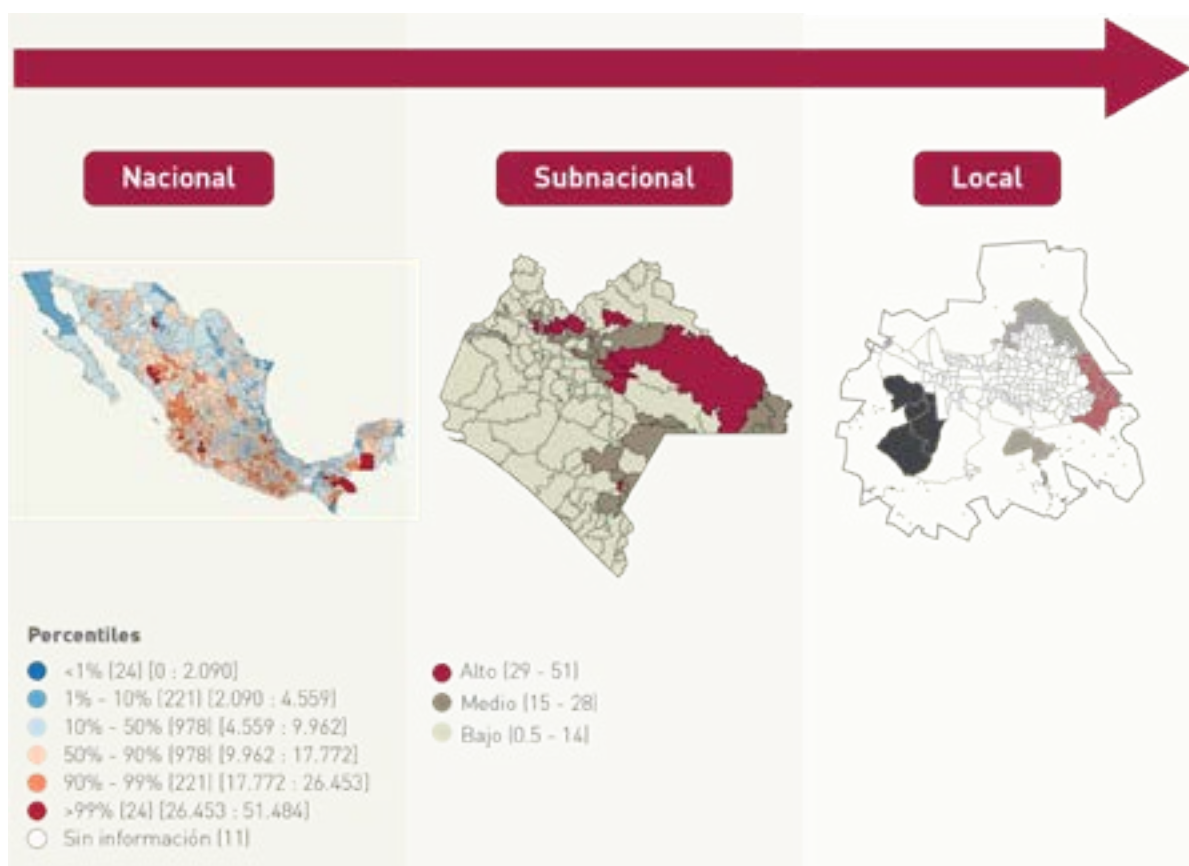 Nacional
Subnacional
Local
Percentiles
<1% (24) [0 : 2.090]
1% - 10% (221) [2.090 : 4.559]
10% - 50% (978) [4.559 : 9.962]
50% - 90% (978) [9.962 : 17.772]
90% - 99% (221) [17.772 : 26.453]
>99% (24) [26.453 : 51.484]
Sin información (11)
Alto (29 - 51)
Medio (15 - 28)
Bajo (0.5 - 14)